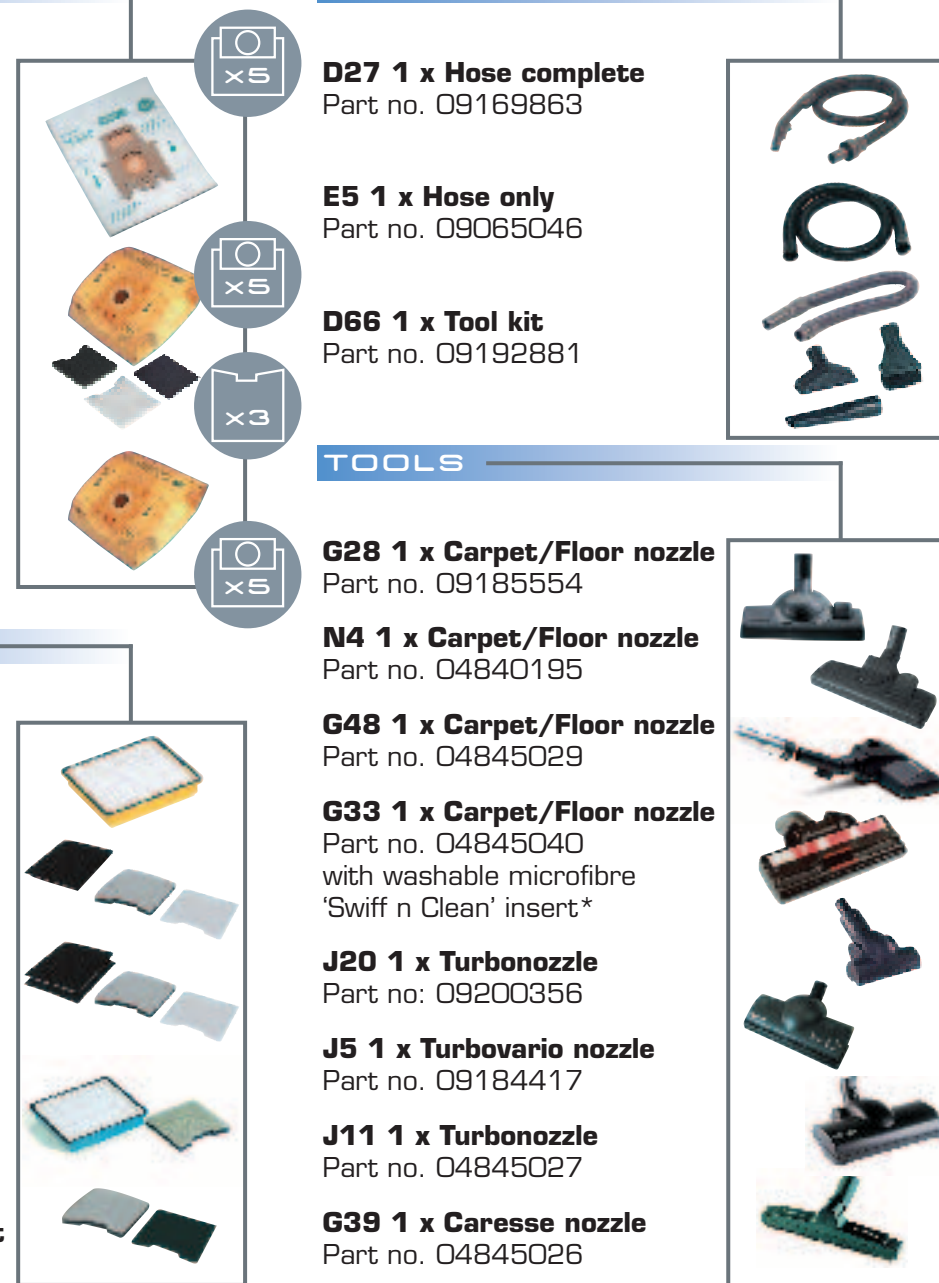 x5
x5
x3
x5
t
D27 1 x Hose complete
Part no. 09169863
E5 1 x Hose only
Part no. 09065046
D66 1 x Tool kit
Part no. 09192881
TOOLS
G28 1 x Carpet/Floor nozzle
Part no. 09185554
N4 1 x Carpet/Floor nozzle
Part no. 04840195
G48 1 x Carpet/Floor nozzle
Part no. 04845029
G33 1 x Carpet/Floor nozzle
Part no. 04845040
with washable microfibre
‘Swiff n Clean’ insert*
J20 1 x Turbonozzle
Part no: 09200356
J5 1 x Turbovario nozzle
Part no. 09184417
J11 1 x Turbonozzle
Part no. 04845027
G39 1 x Caresse nozzle
Part no. 04845026